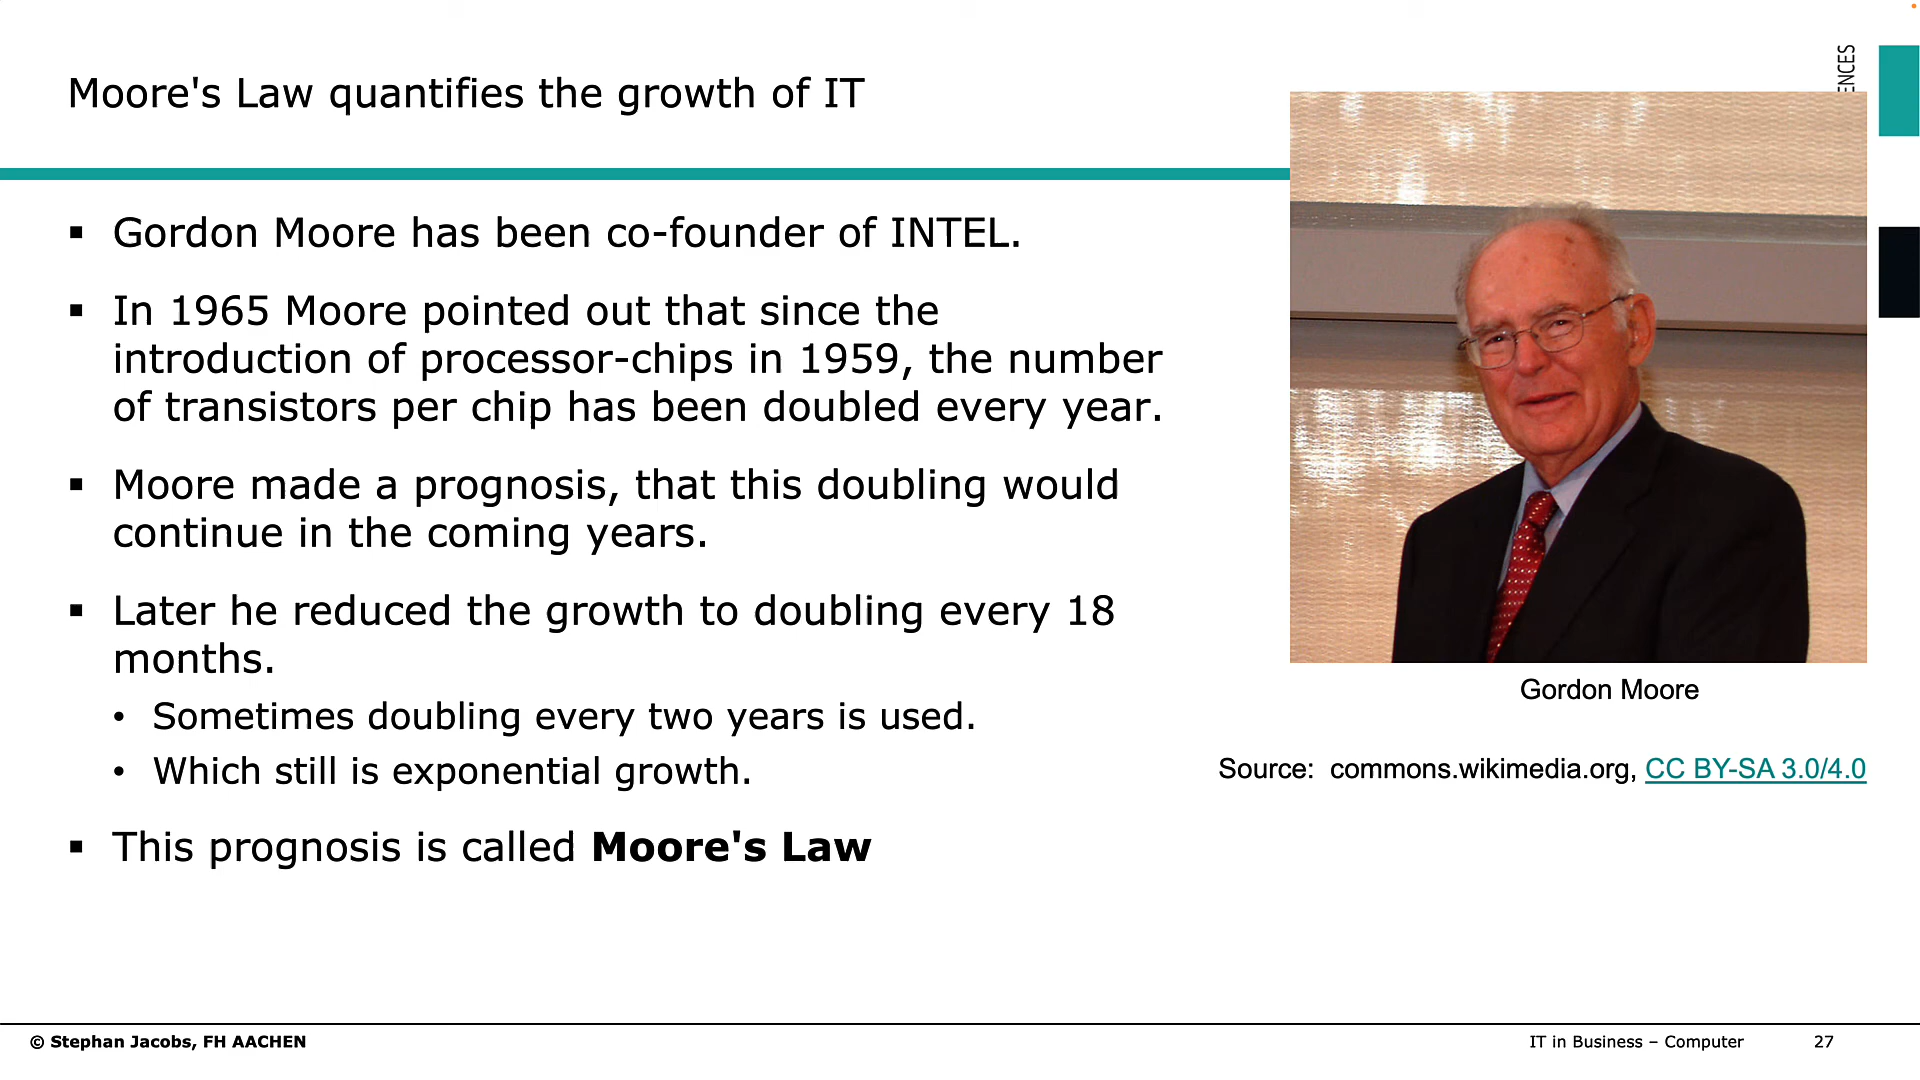 Moore's Law quantifies the growth of IT
▪ Gordon Moore has been co-founder of INTEL.
▪ In 1965 Moore pointed out that since the
introduction of processor-chips in 1959, the number
of transistors per chip has been doubled every year.
▪ Moore made a prognosis, that this doubling would
continue in the coming years.
▪ Later he reduced the growth to doubling every 18
months.
• Sometimes doubling every two years is used.
• Which still is exponential growth.
▪ This prognosis is called Moore's Law
ENCES
Gordon Moore
Source: commons.wikimedia.org, CC BY-SA 3.0/4.0
© Stephan Jacobs, FH AACHEN
IT in Business – Computer 27